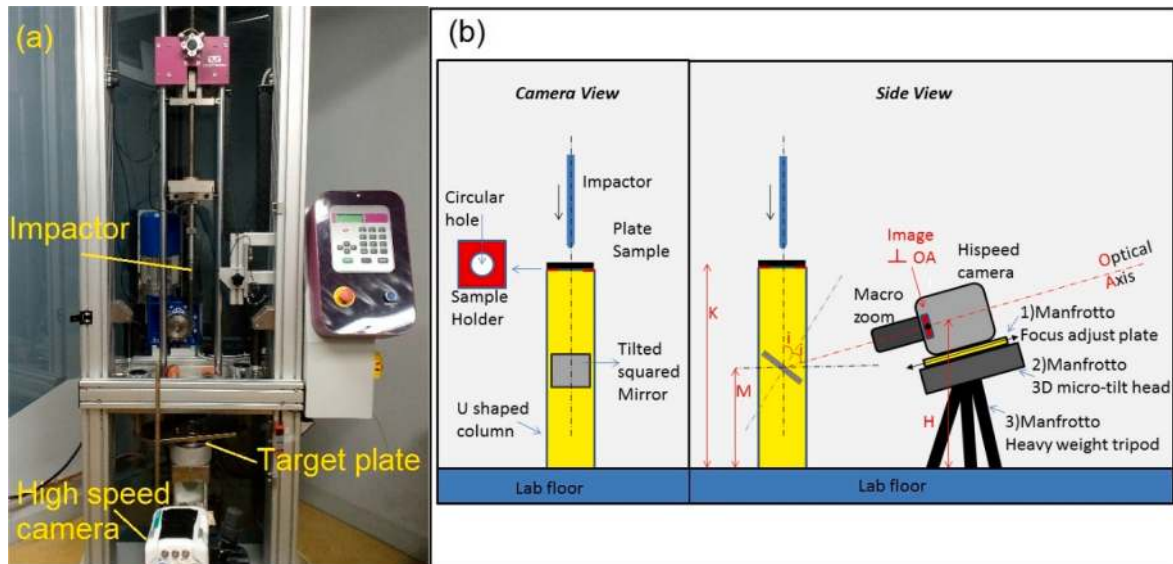 (a)
Impactor
Target plate
High speed
camera
(b)
Camera View
Circular
hole
Impactor
Plate
Sample
Sample
Holder
Tilted
squared
Mirror
U shaped
column
Lab floor
Side View
Image
⊥ OA
Hispeed
camera
Optical
Axis
Macro
zoom
K
M
H
i
i
1)Manfrotto
Focus adjust plate
2)Manfrotto
3D micro-tilt head
3)Manfrotto
Heavy weight tripod
Lab floor